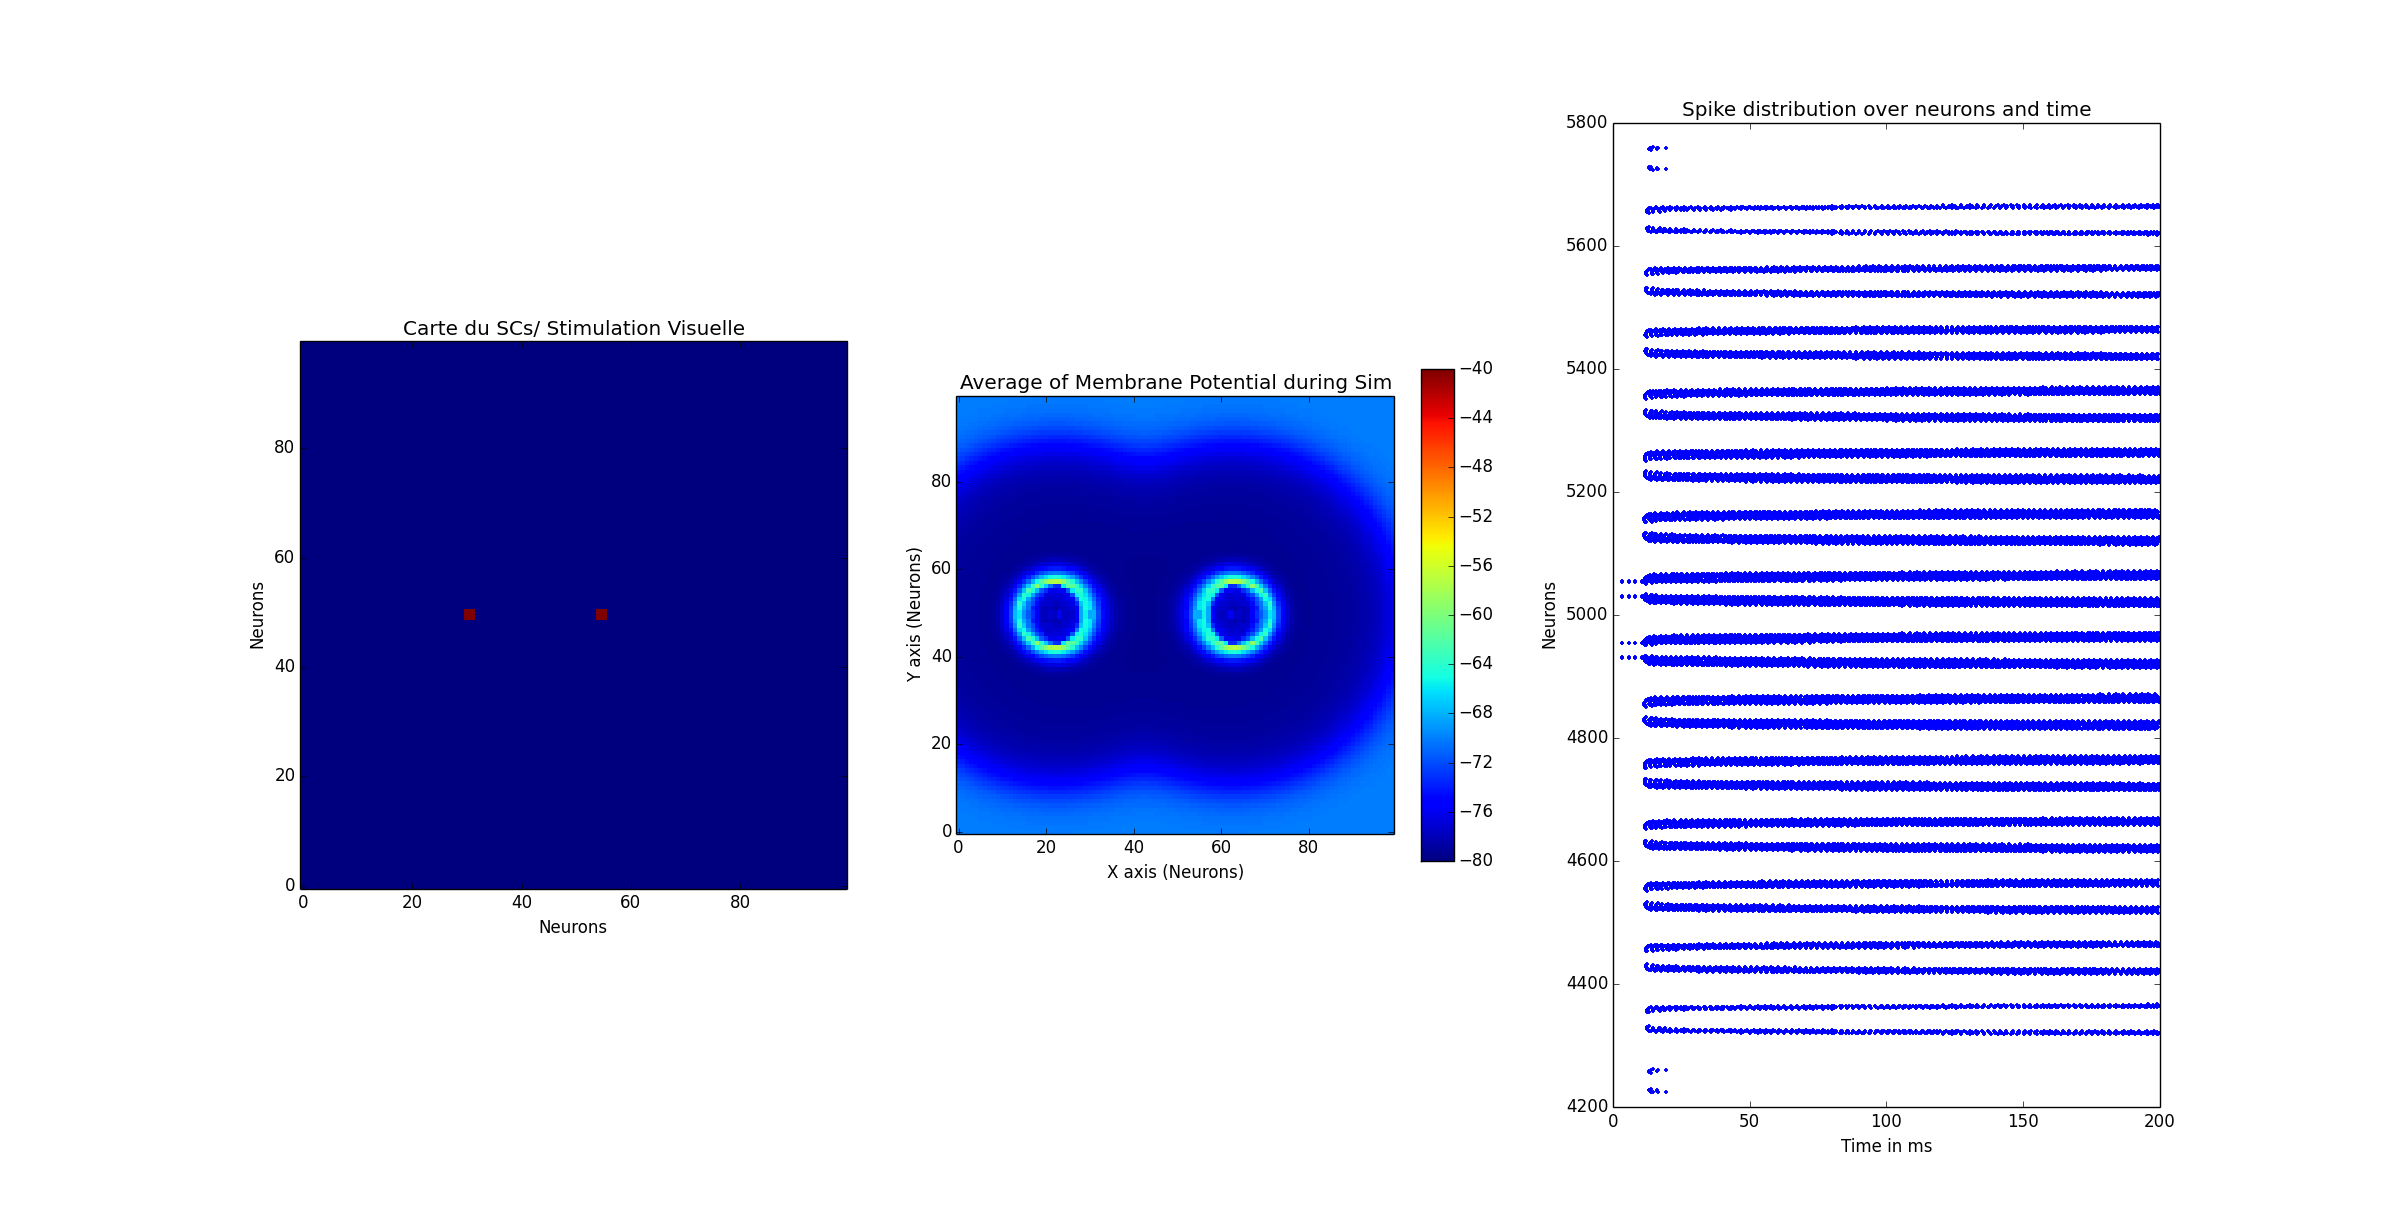 Carte du SCs/ Stimulation Visuelle
80
60
40
20
0
Neurons
0 20 40 60 80
Neurons
Average of Membrane Potential during Sim
80
60
40
20
0
Y axis (Neurons)
0 20 40 60 80
X axis (Neurons)
−40
−44
−48
−52
−56
−60
−64
−68
−72
−76
−80
Spike distribution over neurons and time
5800
5600
5400
5200
5000
4800
4600
4400
4200
Neurons
0 50 100 150 200
Time in ms